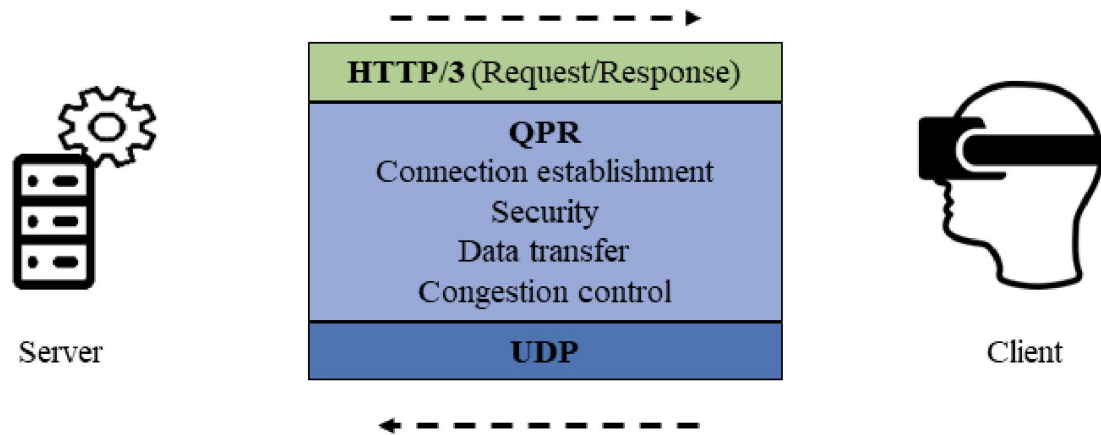 HTTP/3 (Request/Response)
QPR
Connection establishment
Security
Data transfer
Congestion control
UDP
Server
Client